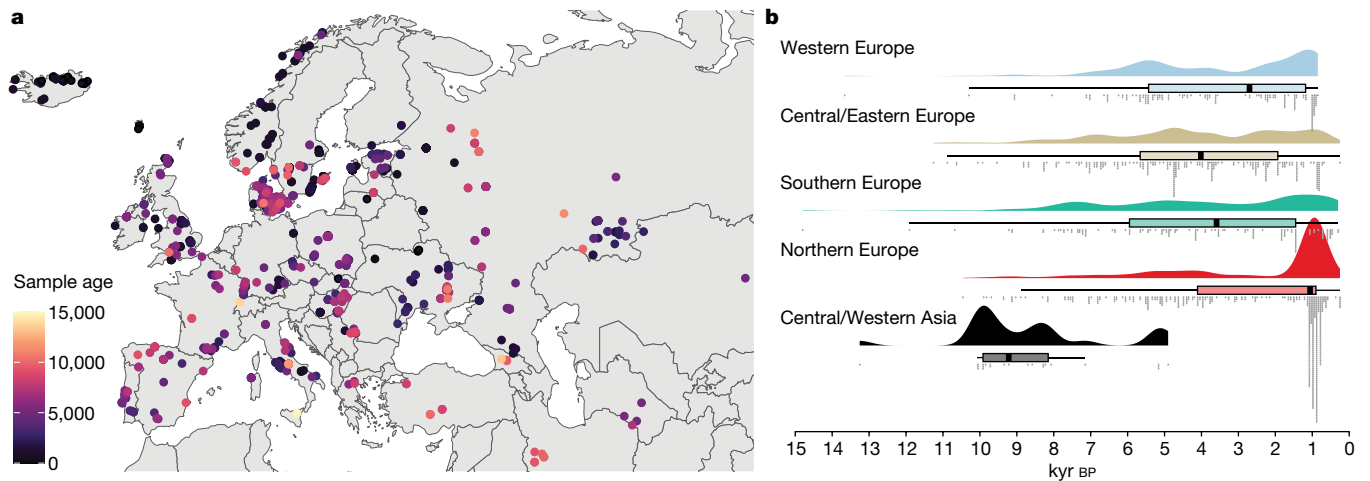 a
Sample age
15,000
10,000
5,000
0
b
Western Europe
Central/Eastern Europe
Southern Europe
Northern Europe
Central/Western Asia
15 13 12 11 10 9 8 7 6 5 4 3 2 1 0
kyr BP